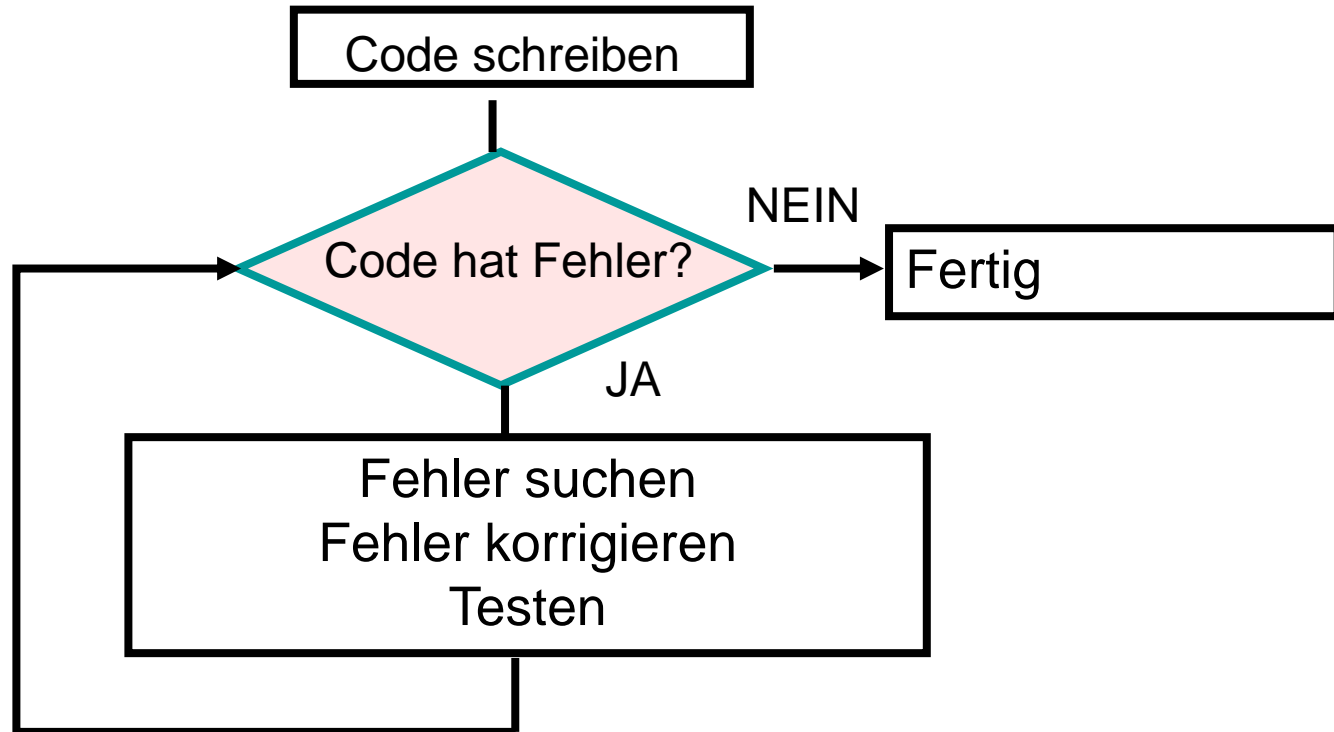 Code schreiben
NEIN
Code hat Fehler?
Fertig
JA
Fehler suchen
Fehler korrigieren
Testen